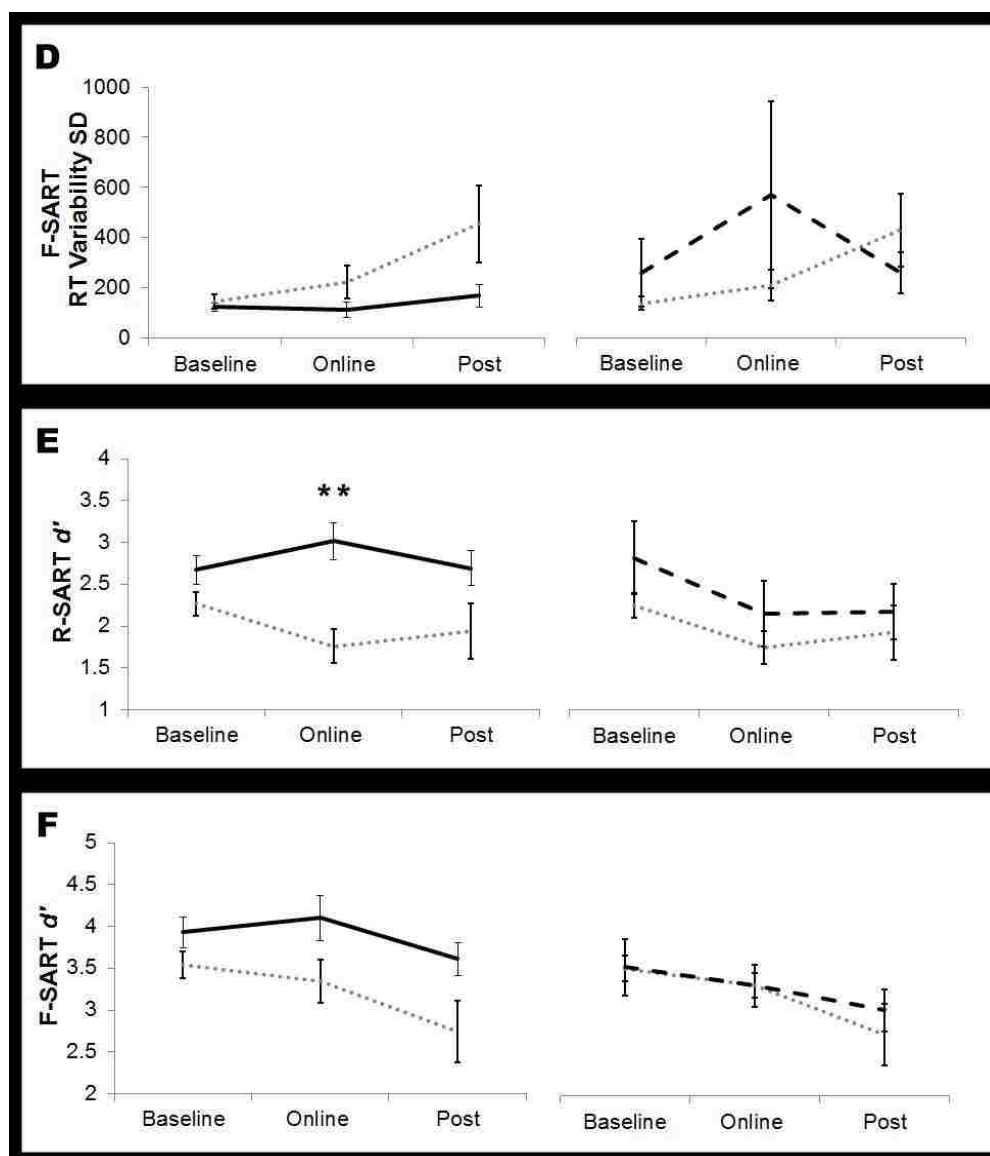 D
F-SART
RT Variability SD
1000
800
600
400
200
0
Baseline Online Post
Baseline Online Post
E
R-SART d'
4
3.5
3
2.5
2
1.5
1
**
Baseline Online Post
Baseline Online Post
F
F-SART d'
5
4.5
4
3.5
3
2.5
2
Baseline Online Post
Baseline Online Post